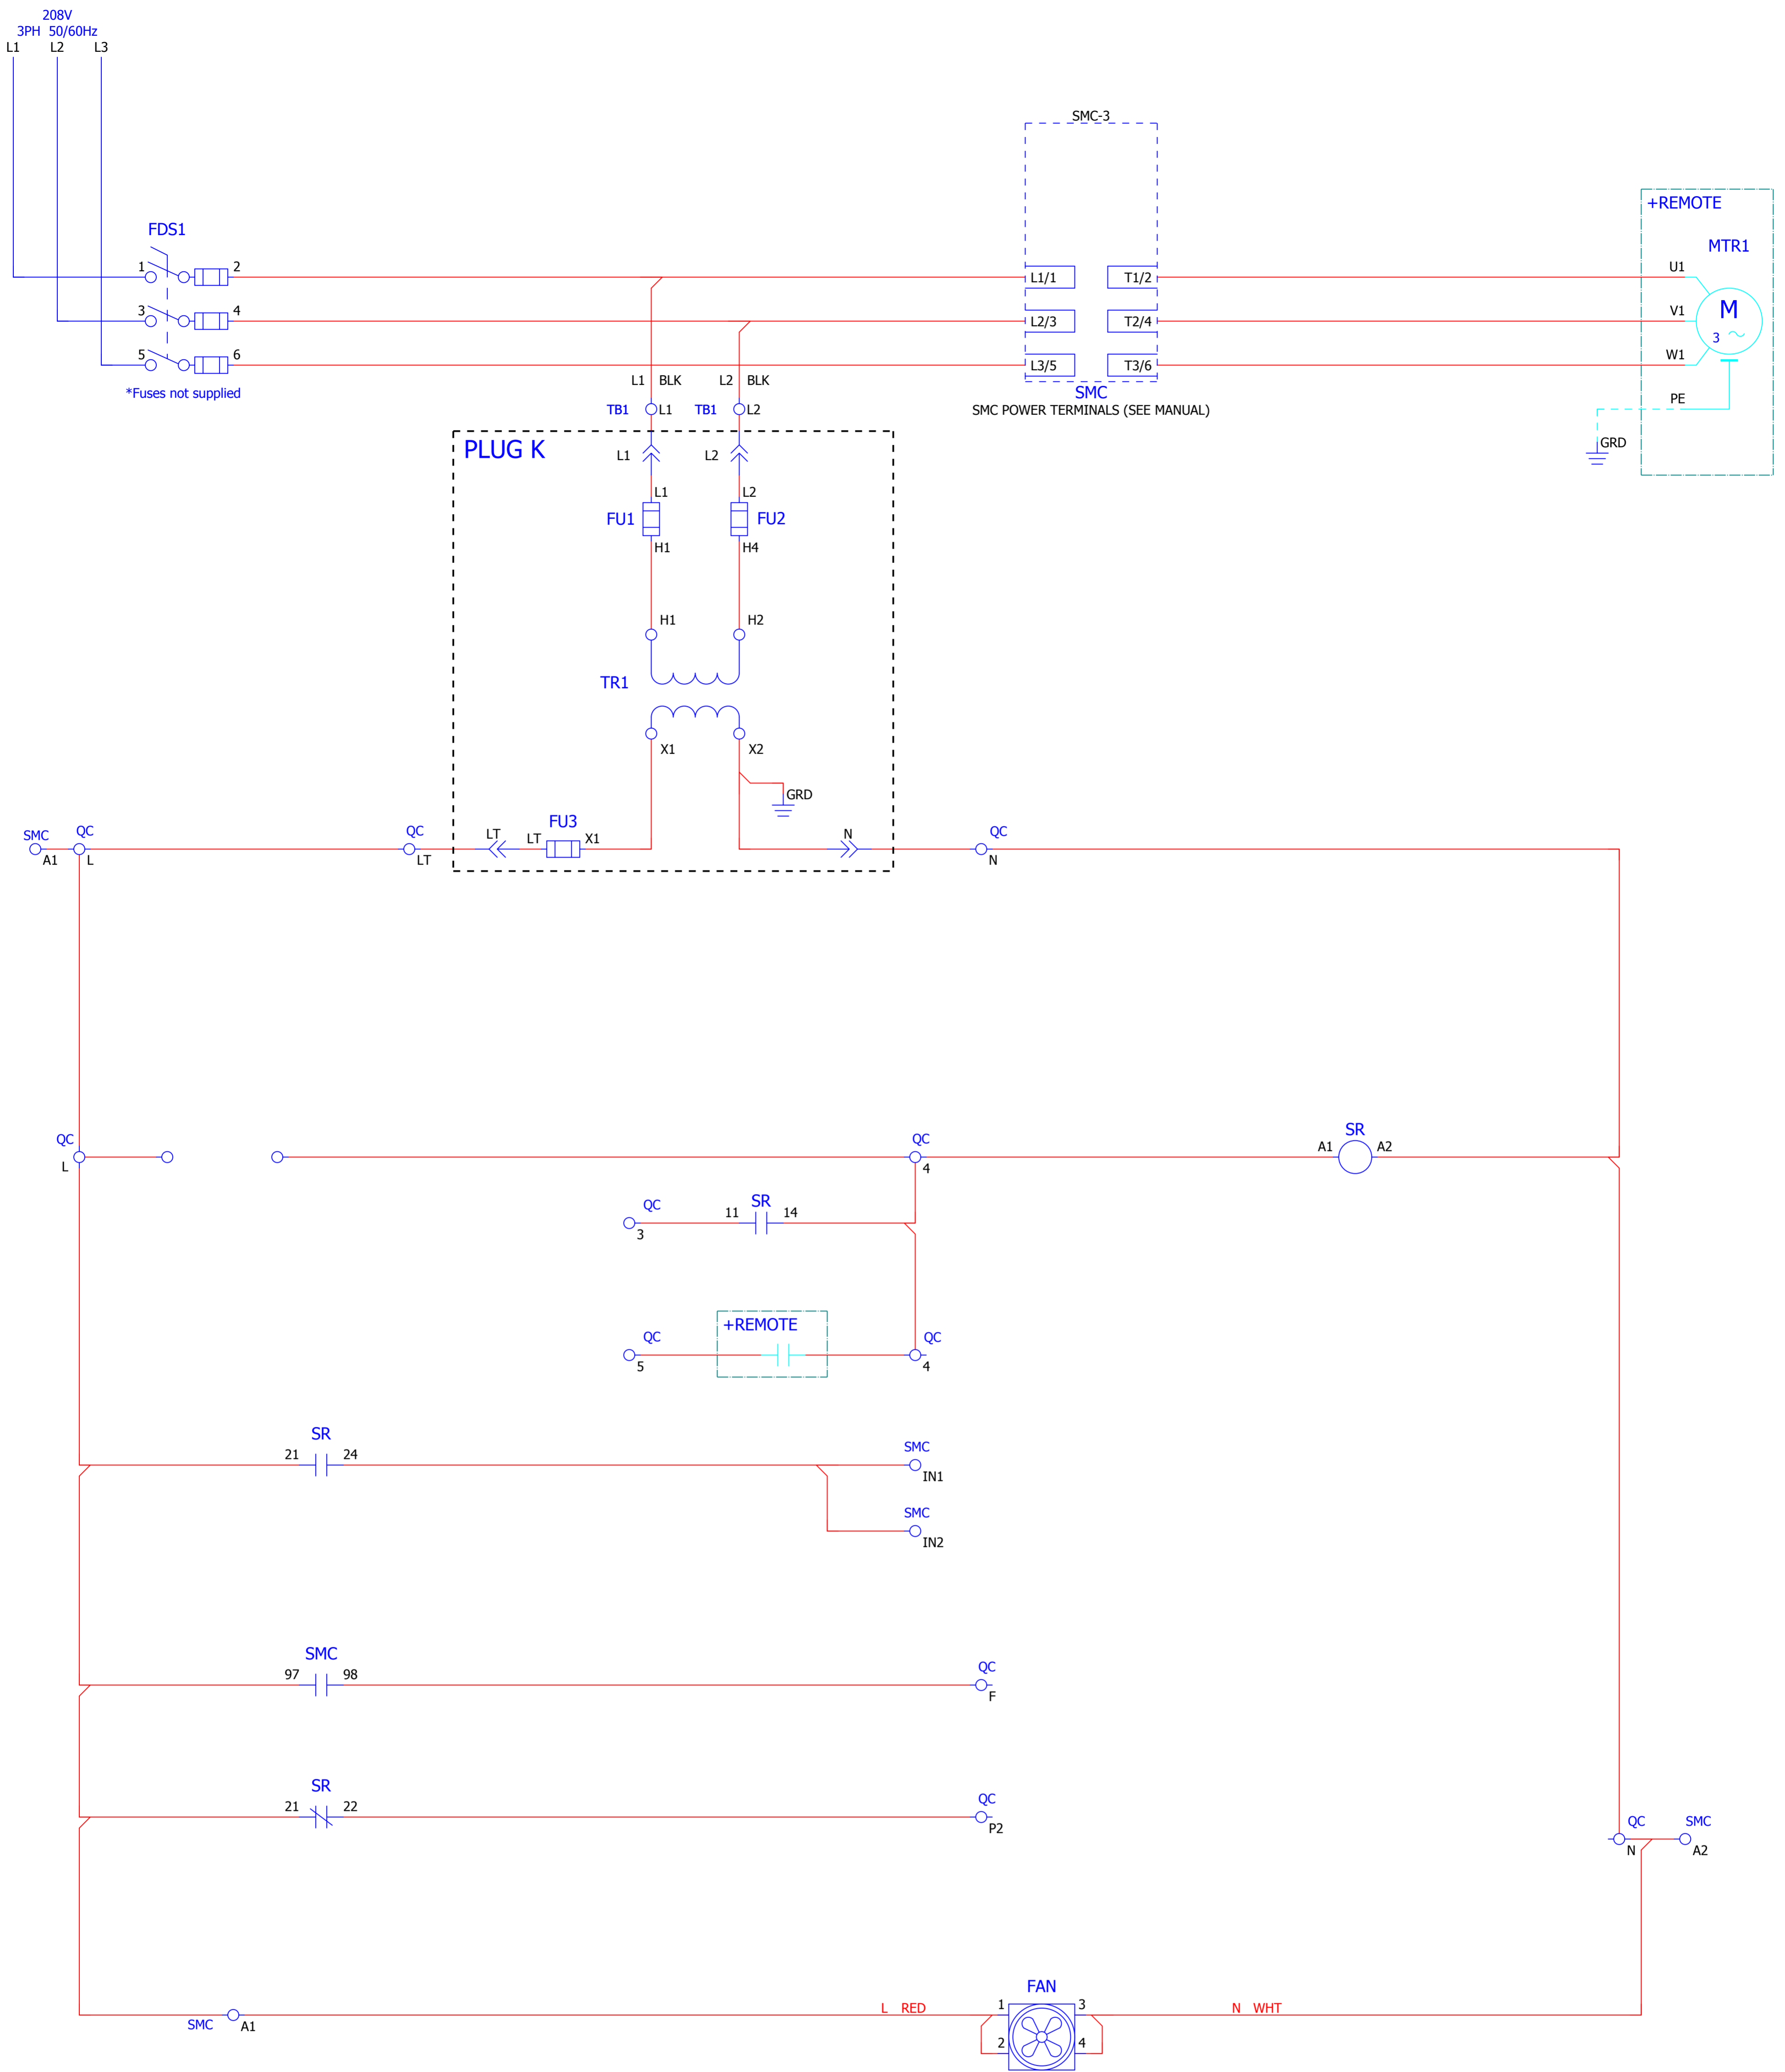 208V
3PH 50/60Hz
L1 L2 L3
SMC-3
+REMOTE
MTR1
FDS1
1 2
L1/1 T1/2
U1
3 4
L2/3 T2/4
V1
M
3
5 6
L3/5 T3/6
W1
*Fuses not supplied
L1 BLK L2 BLK
SMC
SMC POWER TERMINALS (SEE MANUAL)
PE
TB1 L1 TB1 L2
GRD
PLUG K
L1 L2
L1 L2
FU1 FU2
H1 H4
H1 H2
TR1
X1 X2
GRD
FU3
SMC QC QC LT LT X1 N QC
A1 L LT N
QC QC SR
A1 A2
L 4
QC SR
11 14
3
+REMOTE
QC QC
5 4
SR
21 24
SMC
IN1
SMC
IN2
SMC
97 98
QC
F
SR
21 22
QC
P2
QC SMC
N A2
FAN
L RED 1 3 N WHT
SMC A1
2 4